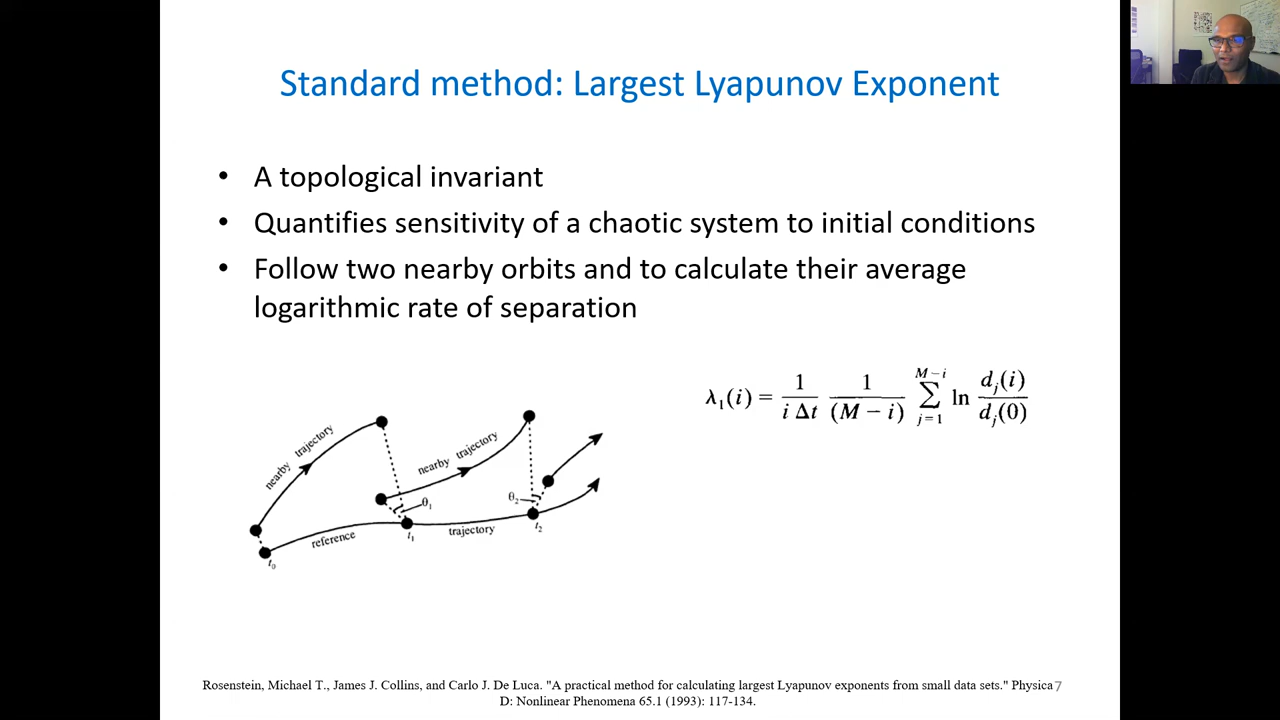 Standard method: Largest Lyapunov Exponent
• A topological invariant
• Quantifies sensitivity of a chaotic system to initial conditions
• Follow two nearby orbits and to calculate their average
logarithmic rate of separation
λ₁(i) = 1/(i Δt) 1/(M − i) Σ_{j=1}^{M−i} ln d_j(i)/d_j(0)
nearby trajectory
nearby trajectory
θ₁
θ₂
reference
trajectory
t₀
t₁
t₂
Rosenstein, Michael T., James J. Collins, and Carlo J. De Luca. "A practical method for calculating largest Lyapunov exponents from small data sets." Physica
D: Nonlinear Phenomena 65.1 (1993): 117-134.
7